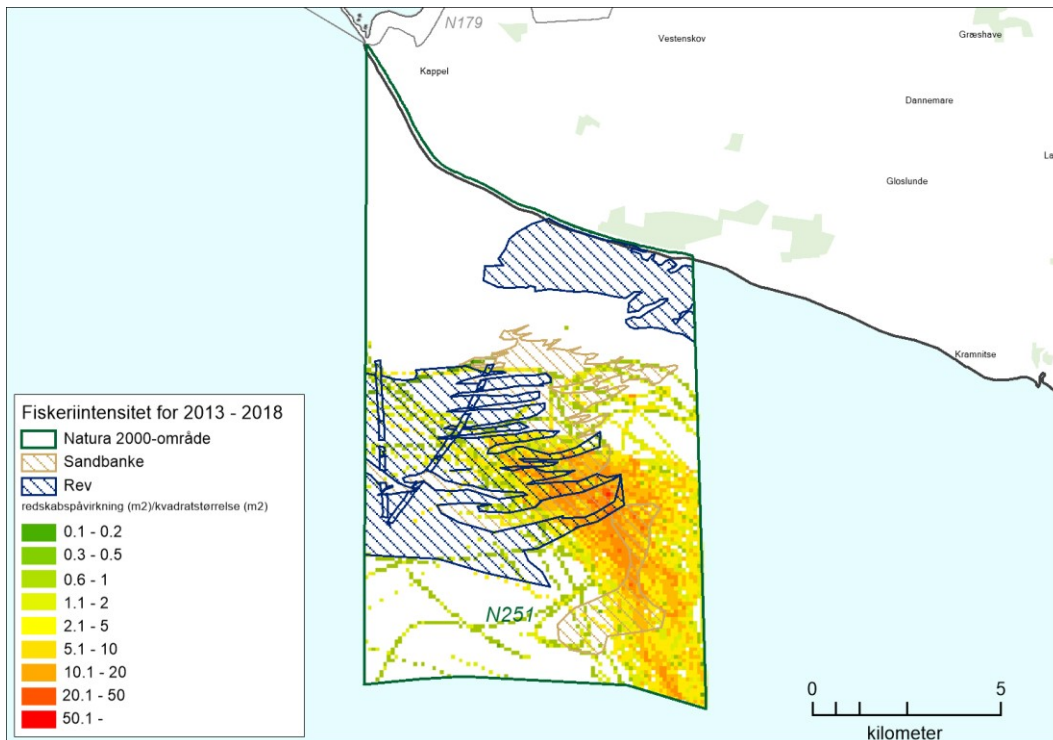 N179
Vestenskov
Græshave
Kappel
Dannemare
Gloslunde
Kramnitse
N251
Fiskeriintensitet for 2013 - 2018
Natura 2000-område
Sandbanke
Rev
redskabspåvirkning (m2)/kvadratstørrelse (m2)
0.1 - 0.2
0.3 - 0.5
0.6 - 1
1.1 - 2
2.1 - 5
5.1 - 10
10.1 - 20
20.1 - 50
50.1 -
0 5
kilometer